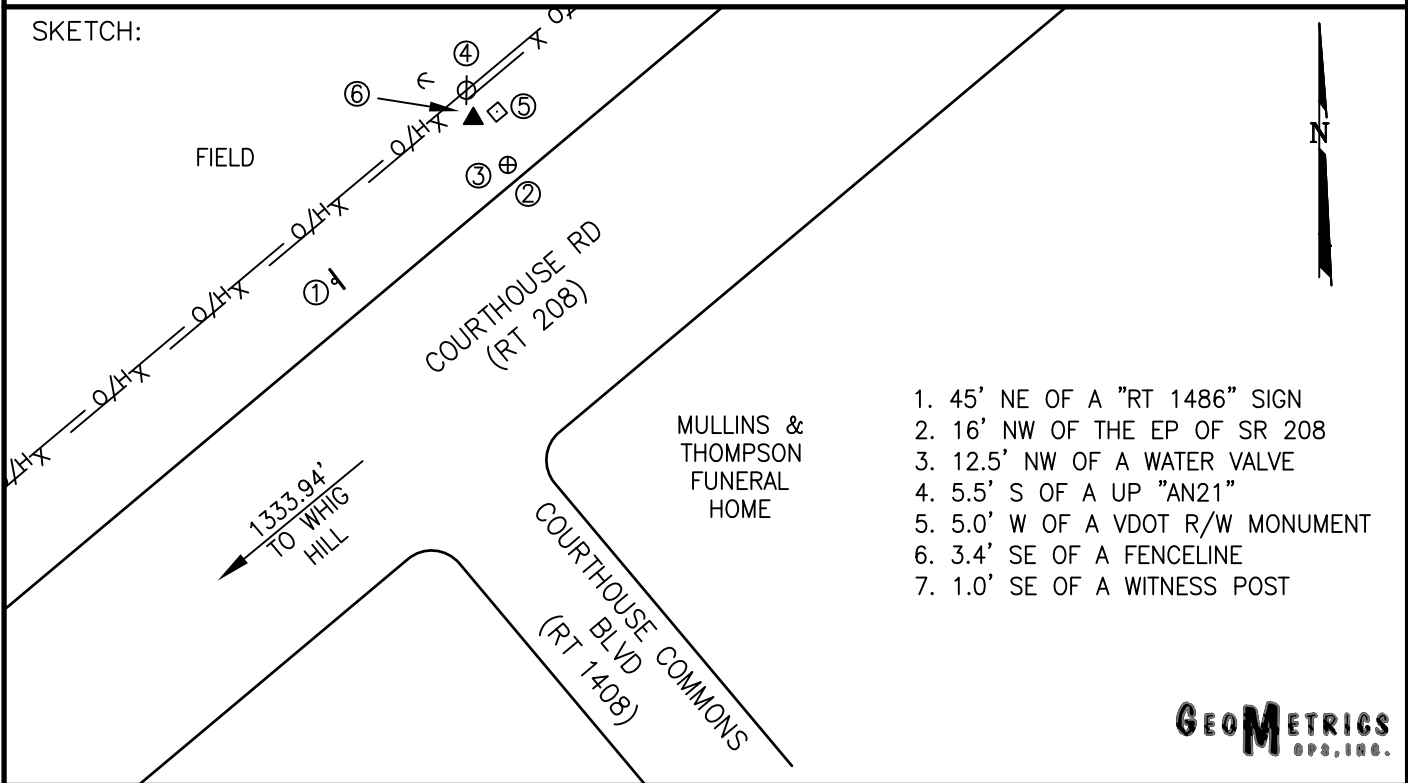 SKETCH:
④
⑥
⑤
FIELD
③
②
①
O/H
O/H
O/H
O/H
O/H
O/H
COURTHOUSE RD
(RT 208)
N
1333.94'
TO WHIG
HILL
MULLINS &
THOMPSON
FUNERAL
HOME
COURTHOUSE COMMONS
BLVD
(RT 1408)
1. 45' NE OF A "RT 1486" SIGN
2. 16' NW OF THE EP OF SR 208
3. 12.5' NW OF A WATER VALVE
4. 5.5' S OF A UP "AN21"
5. 5.0' W OF A VDOT R/W MONUMENT
6. 3.4' SE OF A FENCELINE
7. 1.0' SE OF A WITNESS POST
GEOMETRICS
GPS, INC.